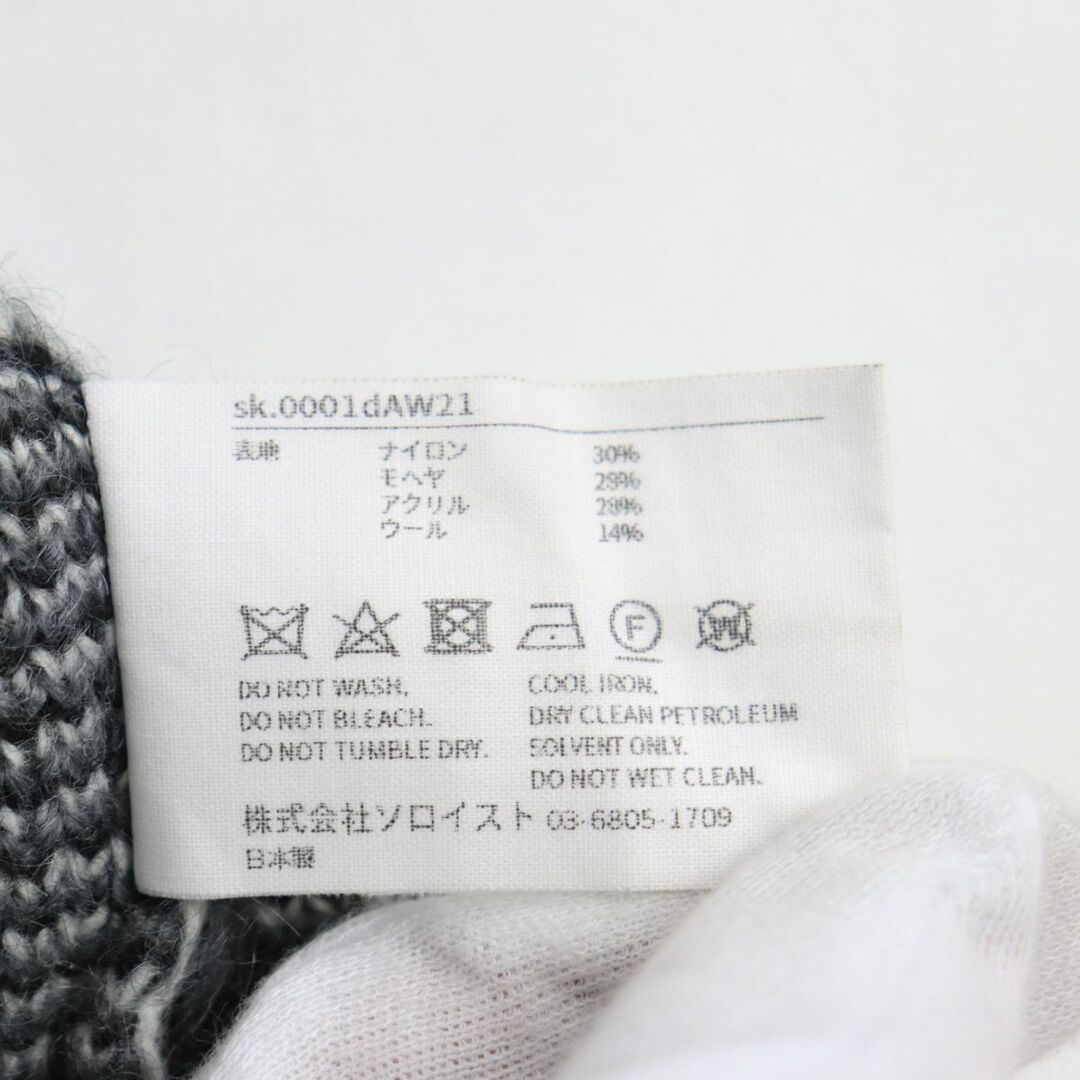 sk.0001dAW21
表地 ナイロン 30%
モヘヤ 28%
アクリル 28%
ウール 14%
F
W
DO NOT WASH.
DO NOT BLEACH.
DO NOT TUMBLE DRY.
COOL IRON.
DRY CLEAN PETROLEUM
SOLVENT ONLY.
DO NOT WET CLEAN.
株式会社ソロイスト 03-6805-1709
日本製